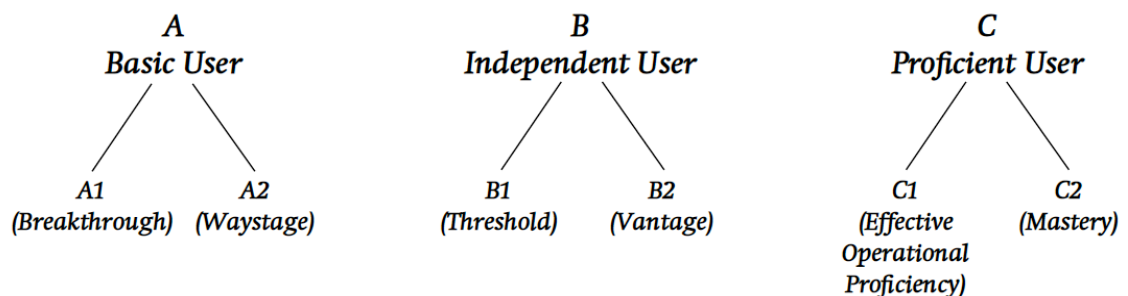 A
Basic User
B
Independent User
C
Proficient User
A1
(Breakthrough)
A2
(Waystage)
B1
(Threshold)
B2
(Vantage)
C1
(Effective
Operational
Proficiency)
C2
(Mastery)